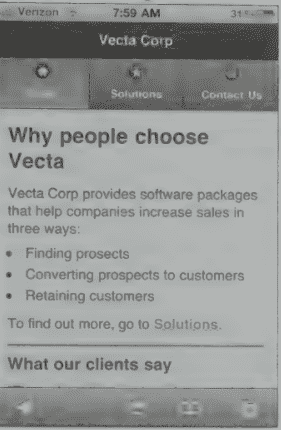 Verizon 7:59 AM
Vecta Corp
Solutions Contact Us
Why people choose
Vecta
Vecta Corp provides software packages
that help companies increase sales in
three ways:
Finding prosects
Converting prospects to customers
Retaining customers
To find out more, go to Solutions.
What our clients say